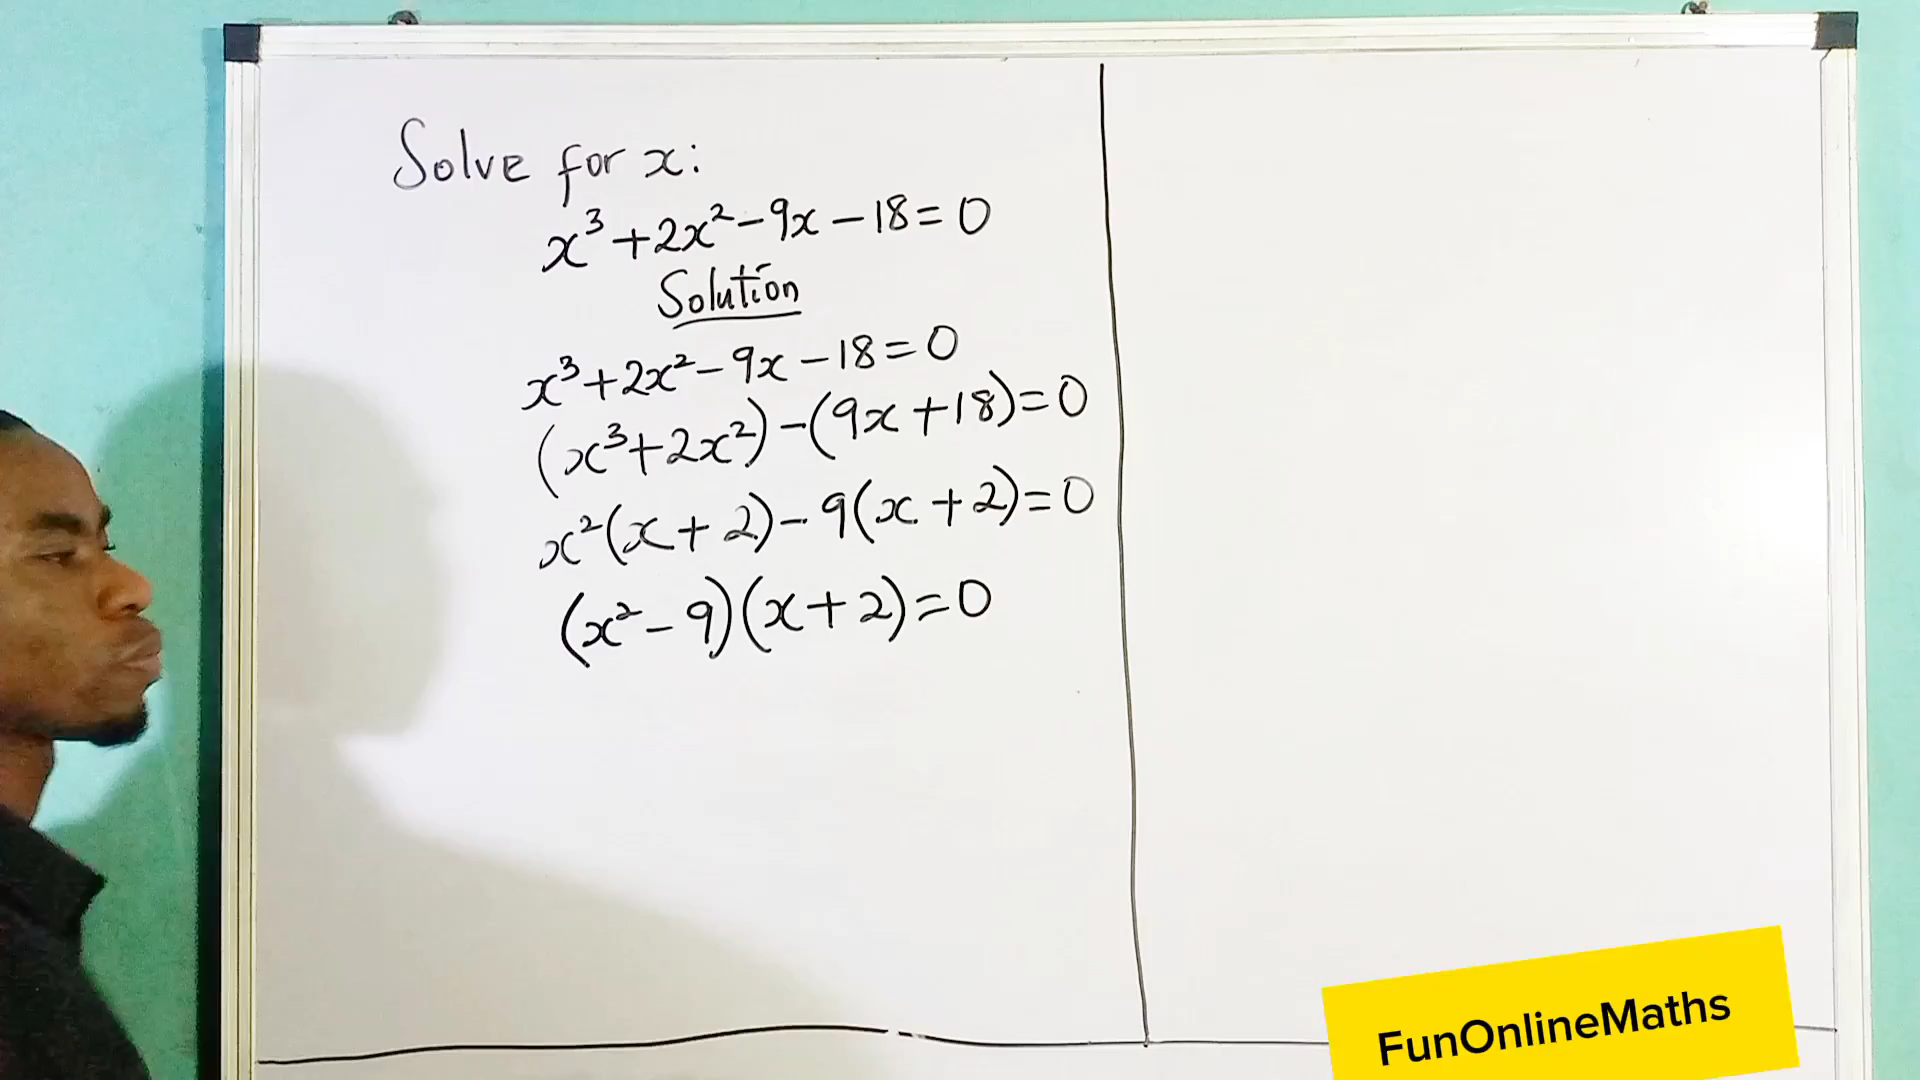 Solve for x:
x³+2x²-9x-18=0
Solution
x³+2x²-9x-18=0
(x³+2x²)-(9x+18)=0
x²(x+2)-9(x+2)=0
(x²-9)(x+2)=0
FunOnlineMaths